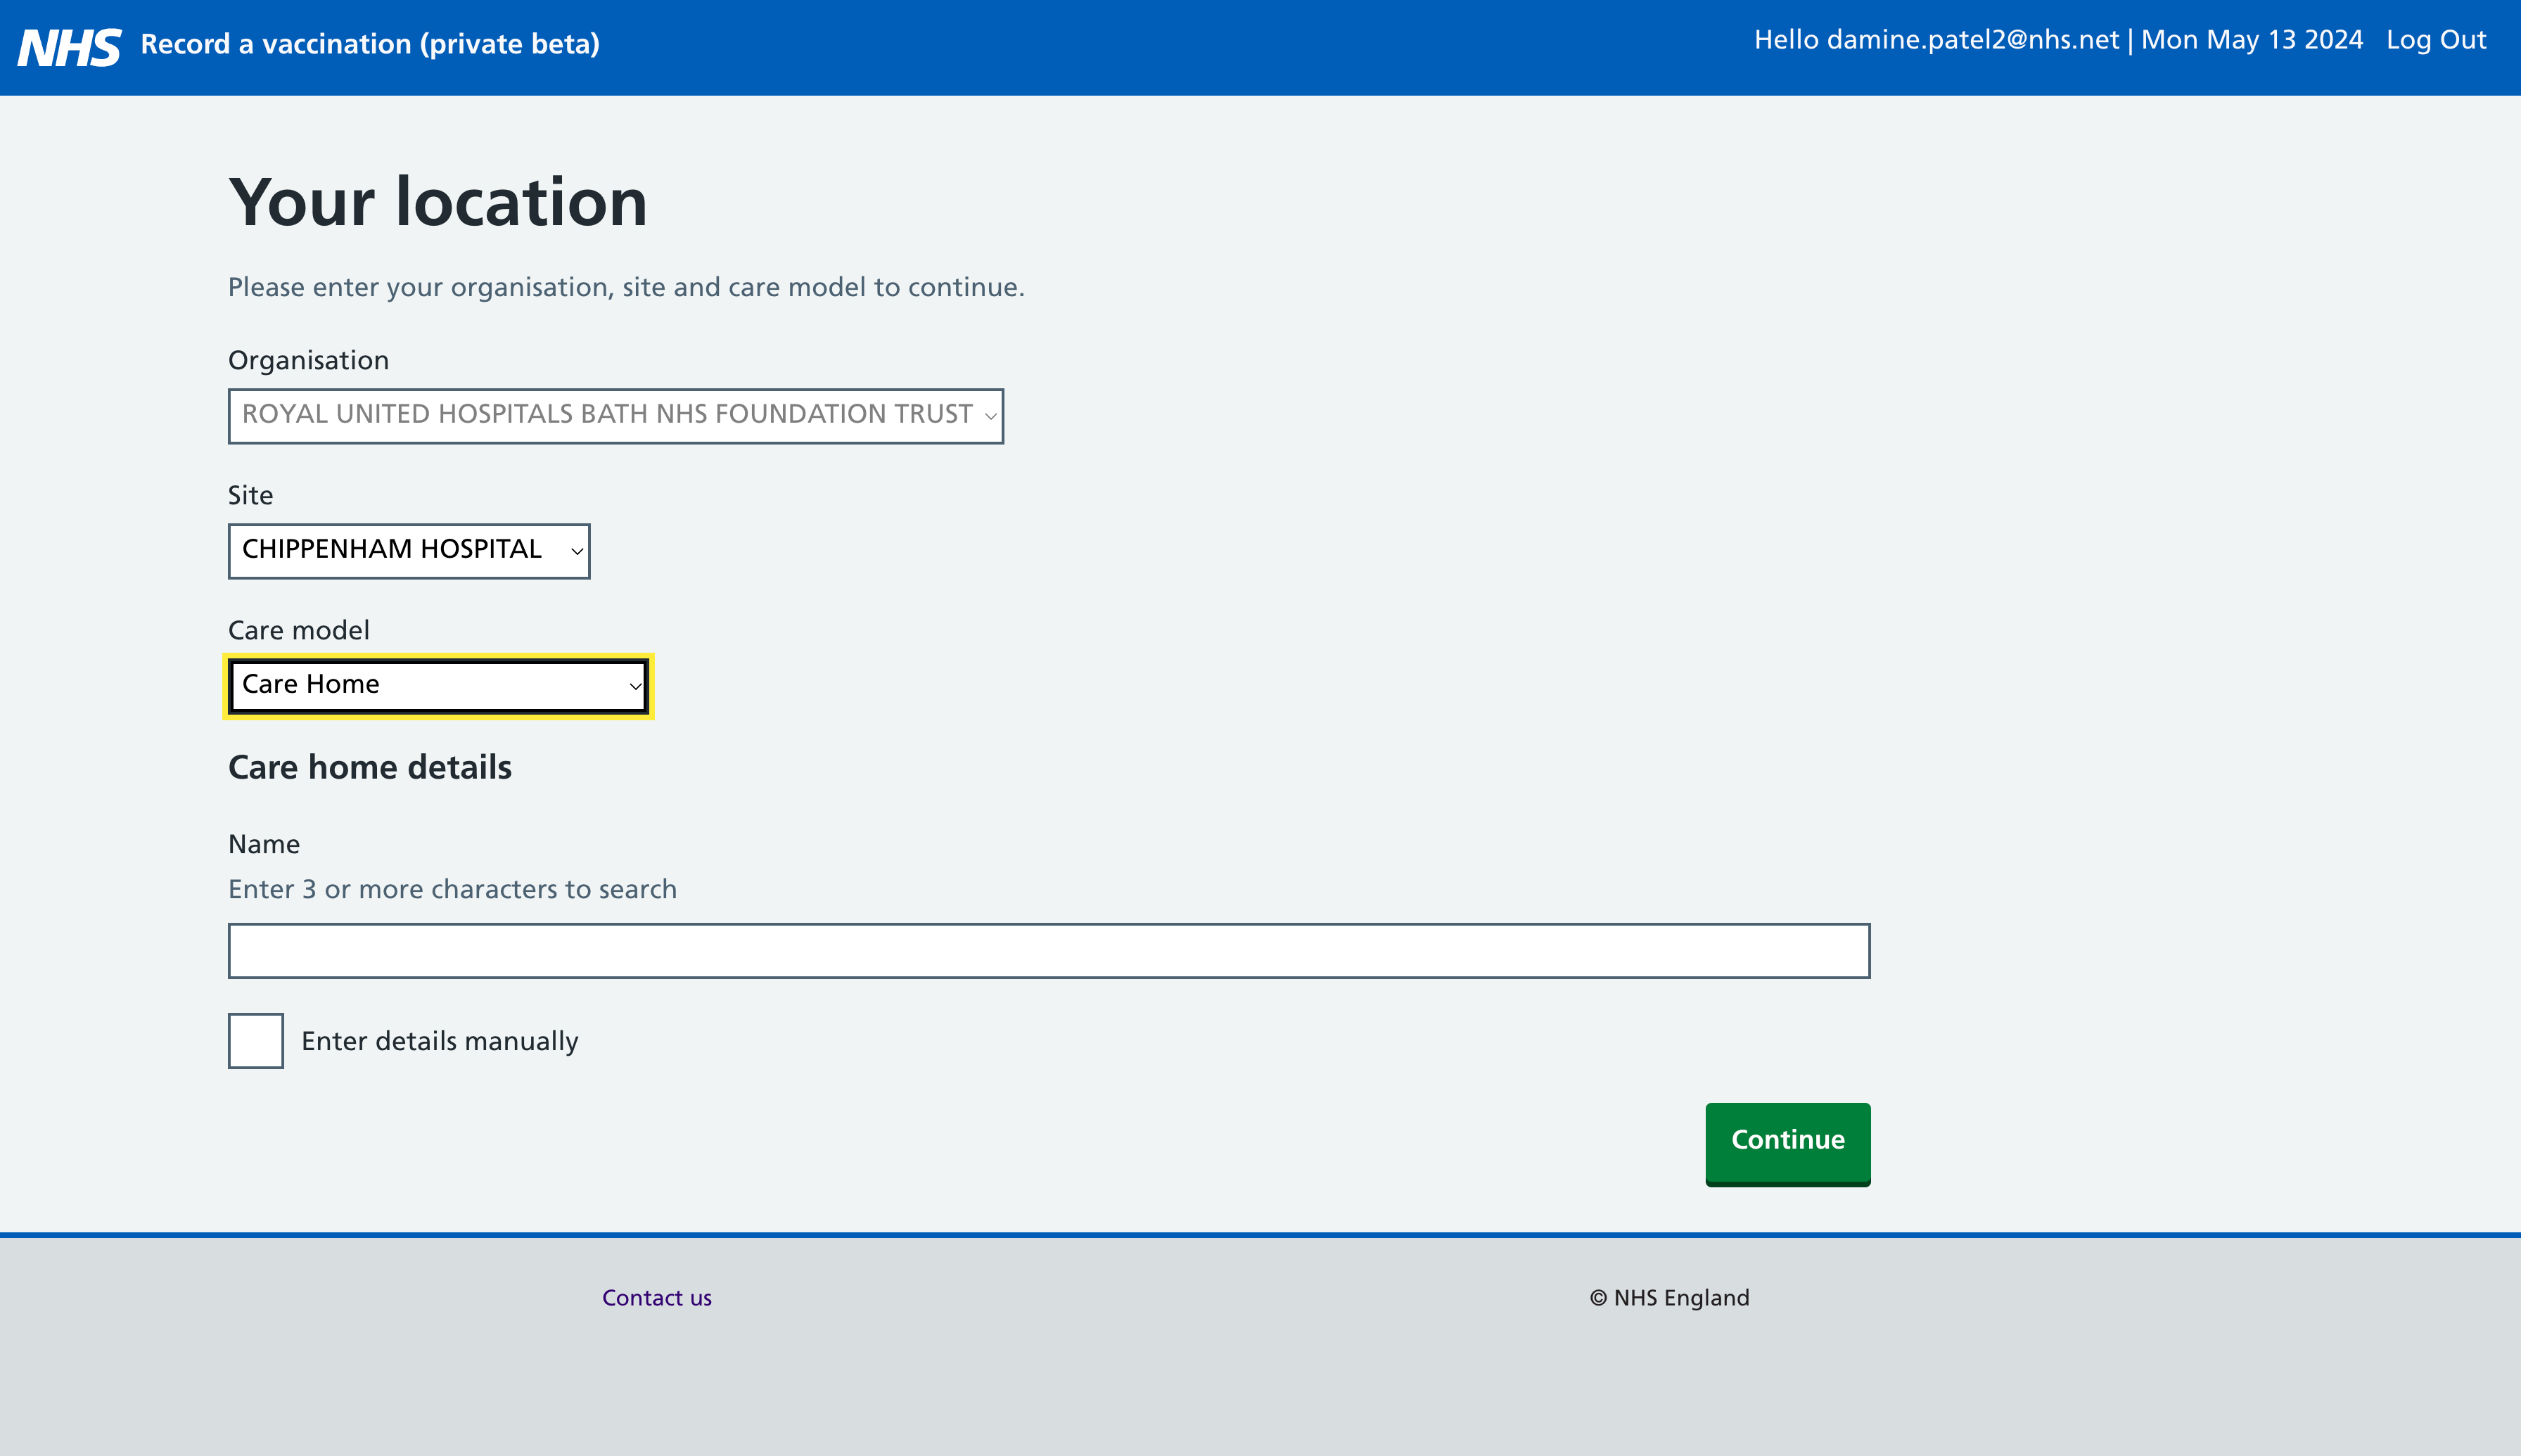 NHS Record a vaccination (private beta)
Hello damine.patel2@nhs.net | Mon May 13 2024 Log Out
Your location
Please enter your organisation, site and care model to continue.
Organisation
ROYAL UNITED HOSPITALS BATH NHS FOUNDATION TRUST
Site
CHIPPENHAM HOSPITAL
Care model
Care Home
Care home details
Name
Enter 3 or more characters to search
Enter details manually
Continue
Contact us
© NHS England